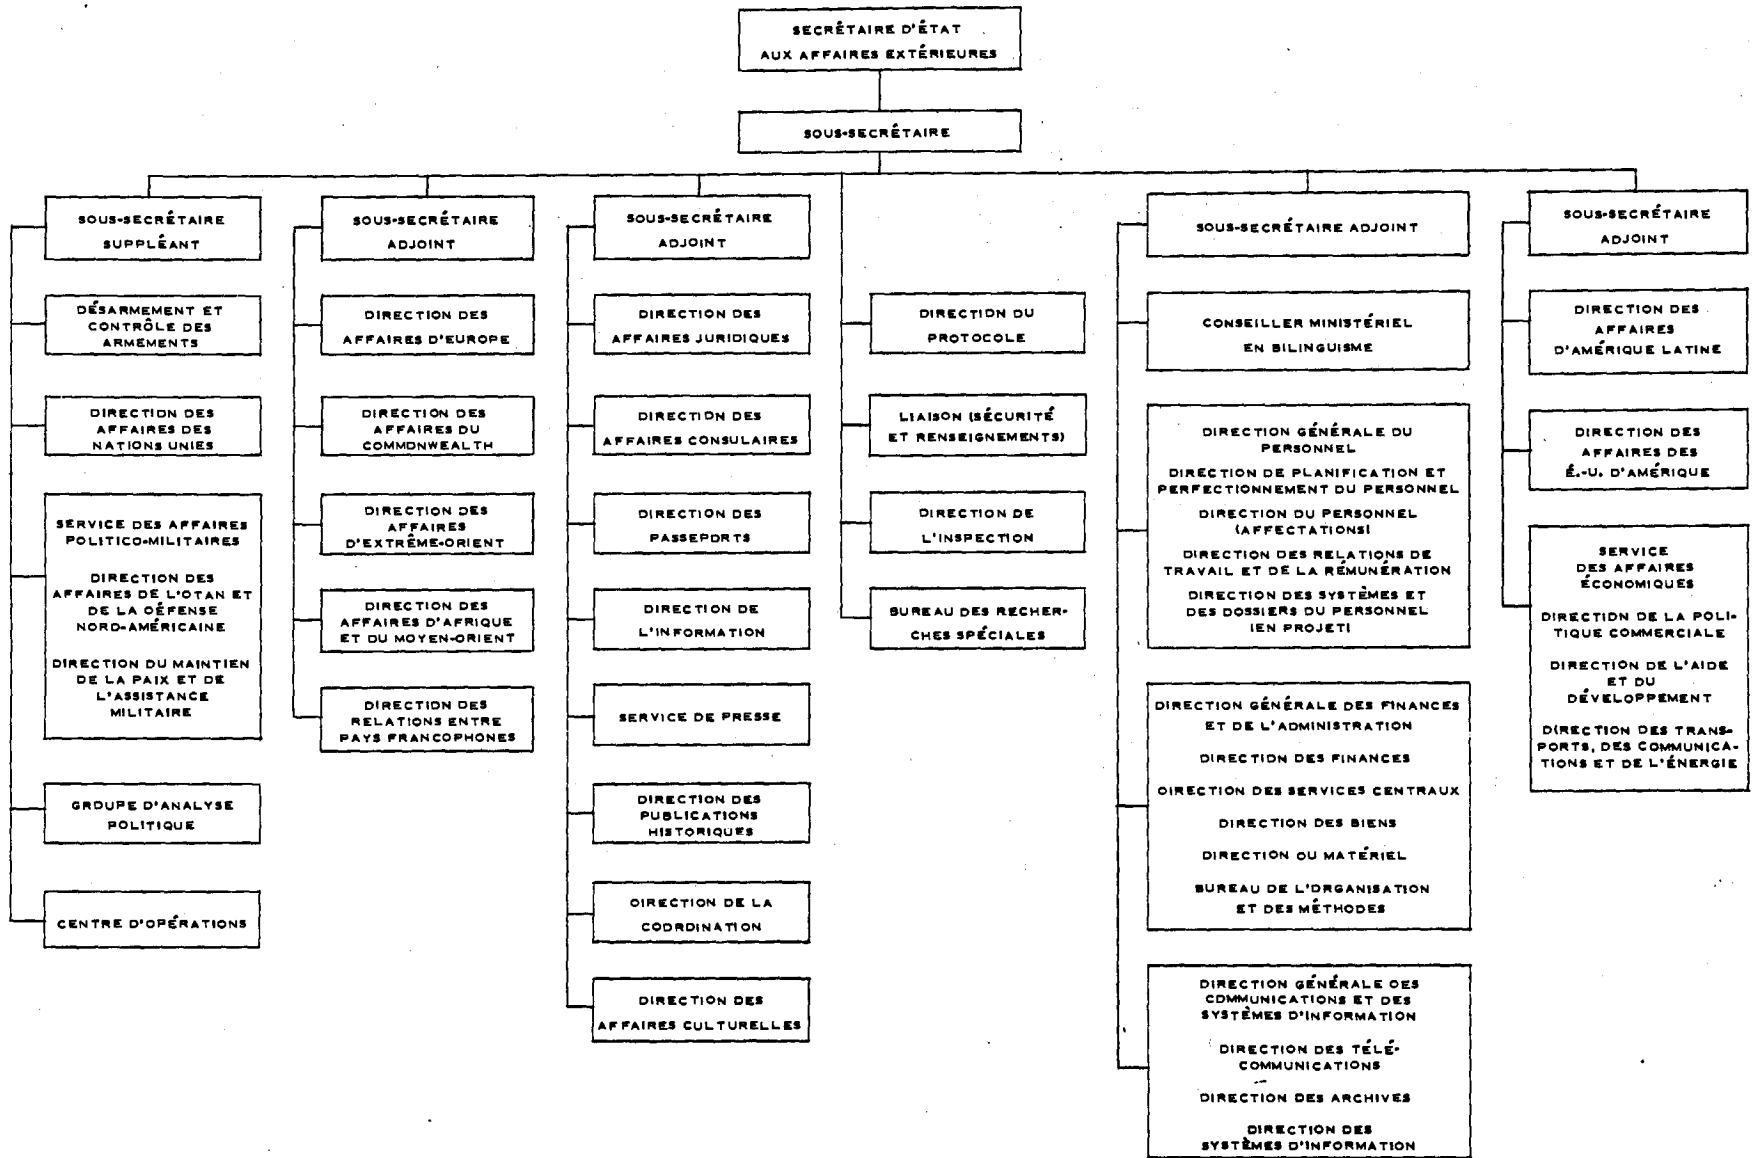 SECRÉTAIRE D'ÉTAT
AUX AFFAIRES EXTÉRIEURES
SOUS-SECRÉTAIRE
SOUS-SECRÉTAIRE
SUPPLÉANT
DÉSARMEMENT ET
CONTRÔLE DES
ARMEMENTS
DIRECTION DES
AFFAIRES DES
NATIONS UNIES
SERVICE DES AFFAIRES
POLITICO-MILITAIRES
DIRECTION DES
AFFAIRES DE L'OTAN ET
DE LA DÉFENSE
NORD-AMÉRICAINE
DIRECTION DU MAINTIEN
DE LA PAIX ET DE
L'ASSISTANCE
MILITAIRE
GROUPE D'ANALYSE
POLITIQUE
CENTRE D'OPÉRATIONS
SOUS-SECRÉTAIRE
ADJOINT
DIRECTION DES
AFFAIRES D'EUROPE
DIRECTION DES
AFFAIRES DU
COMMONWEALTH
DIRECTION DES
AFFAIRES
D'EXTRÊME-ORIENT
DIRECTION DES
AFFAIRES D'AFRIQUE
ET DU MOYEN-ORIENT
DIRECTION DES
RELATIONS ENTRE
PAYS FRANCOPHONES
SOUS-SECRÉTAIRE
ADJOINT
DIRECTION DES
AFFAIRES JURIDIQUES
DIRECTION DES
AFFAIRES CONSULAIRES
DIRECTION DES
PASSEPORTS
DIRECTION DE
L'INFORMATION
SERVICE DE PRESSE
DIRECTION DES
PUBLICATIONS
HISTORIQUES
DIRECTION DE LA
COORDINATION
DIRECTION DES
AFFAIRES CULTURELLES
DIRECTION DU
PROTOCOLE
LIAISON (SÉCURITÉ
ET RENSEIGNEMENTS)
DIRECTION DE
L'INSPECTION
BUREAU DES RECHER-
CHES SPÉCIALES
SOUS-SECRÉTAIRE ADJOINT
CONSEILLER MINISTÉRIEL
EN BILINGUISME
DIRECTION GÉNÉRALE DU
PERSONNEL
DIRECTION DE PLANIFICATION ET
PERFECTIONNEMENT DU PERSONNEL
DIRECTION DU PERSONNEL
(AFFECTATIONS)
DIRECTION DES RELATIONS DE
TRAVAIL ET DE LA RÉMUNÉRATION
DIRECTION DES SYSTÈMES ET
DES DOSSIERS DU PERSONNEL
(EN PROJET)
DIRECTION GÉNÉRALE DES FINANCES
ET DE L'ADMINISTRATION
DIRECTION DES FINANCES
DIRECTION DES SERVICES CENTRAUX
DIRECTION DES BIENS
DIRECTION DU MATÉRIEL
BUREAU DE L'ORGANISATION
ET DES MÉTHODES
DIRECTION GÉNÉRALE DES
COMMUNICATIONS ET DES
SYSTÈMES D'INFORMATION
DIRECTION DES TÉLÉ-
COMMUNICATIONS
DIRECTION DES ARCHIVES
DIRECTION DES
SYSTÈMES D'INFORMATION
SOUS-SECRÉTAIRE
ADJOINT
DIRECTION DES
AFFAIRES
D'AMÉRIQUE LATINE
DIRECTION DES
AFFAIRES DES
É.-U. D'AMÉRIQUE
SERVICE
DES AFFAIRES
ÉCONOMIQUES
DIRECTION DE LA POLI-
TIQUE COMMERCIALE
DIRECTION DE L'AIDE
ET DU
DÉVELOPPEMENT
DIRECTION DES TRANS-
PORTS, DES COMMUNICA-
TIONS ET DE L'ÉNERGIE